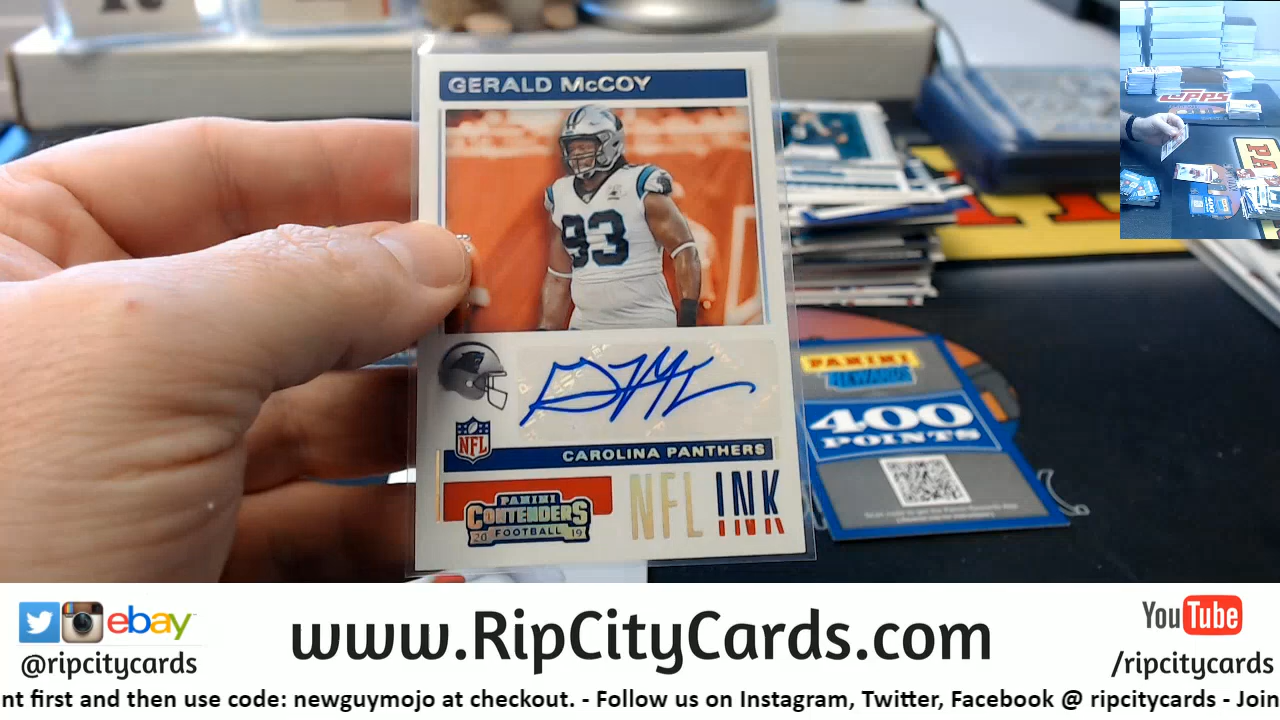 GERALD McCOY
93
NFL
CAROLINA PANTHERS
PANINI
CONTENDERS
20 FOOTBALL 19
NFL INK
PANINI
REWARDS
400
POINTS
TOPPS
400
ebay
@ripcitycards
www.RipCityCards.com
YouTube
/ripcitycards
nt first and then use code: newguymojo at checkout. - Follow us on Instagram, Twitter, Facebook @ ripcitycards - Join